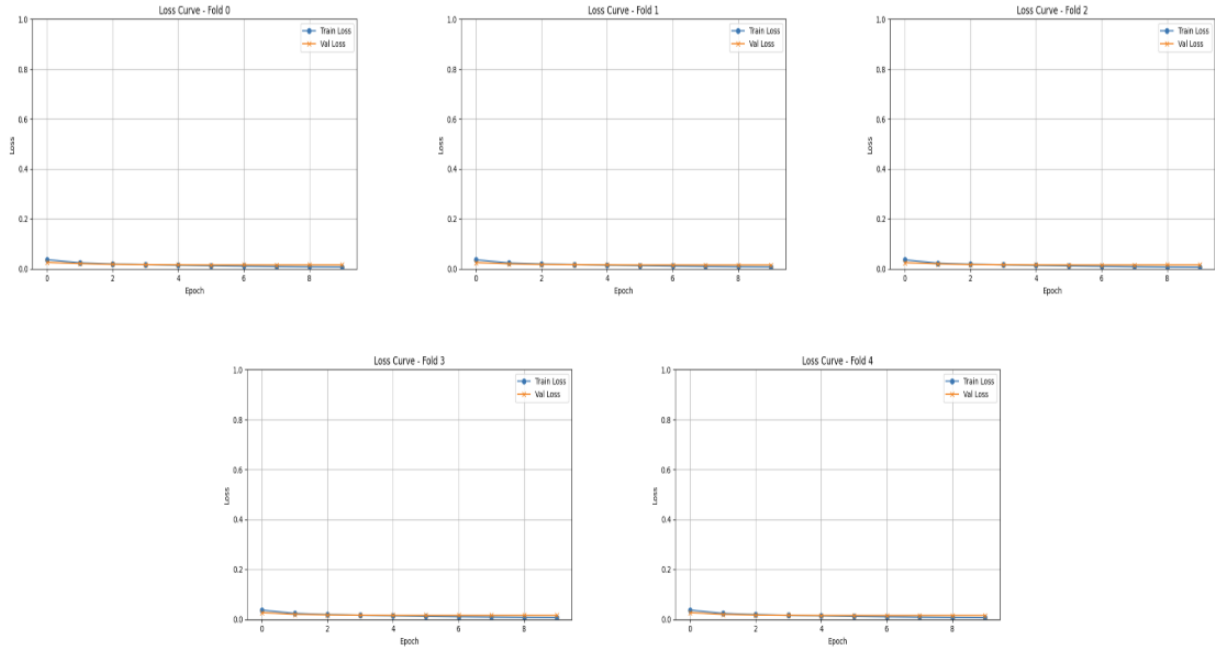 Loss Curve - Fold 0
1.0
0.8
0.6
0.4
0.2
0.0
Loss
Train Loss
Val Loss
0 2 4 6 8
Epoch
Loss Curve - Fold 1
1.0
0.8
0.6
0.4
0.2
0.0
Loss
Train Loss
Val Loss
0 2 4 6 8
Epoch
Loss Curve - Fold 2
1.0
0.8
0.6
0.4
0.2
0.0
Loss
Train Loss
Val Loss
0 2 4 6 8
Epoch
Loss Curve - Fold 3
1.0
0.8
0.6
0.4
0.2
0.0
Loss
Train Loss
Val Loss
0 2 4 6 8
Epoch
Loss Curve - Fold 4
1.0
0.8
0.6
0.4
0.2
0.0
Loss
Train Loss
Val Loss
0 2 4 6 8
Epoch